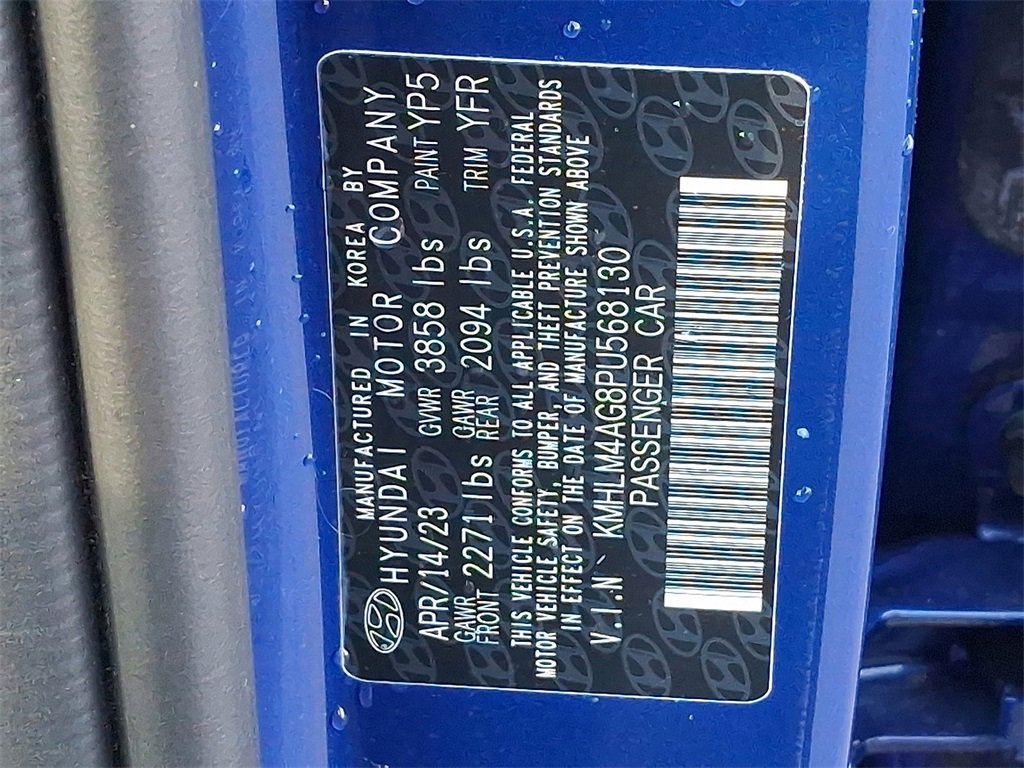 MANUFACTURED IN KOREA BY
HYUNDAI MOTOR COMPANY
APR/14/23 GVWR 3858 lbs PAINT YP5
GAWR FRONT 2271 lbs GAWR REAR 2094 lbs TRIM YFR
THIS VEHICLE CONFORMS TO ALL APPLICABLE U.S.A. FEDERAL
MOTOR VEHICLE SAFETY, BUMPER, AND THEFT PREVENTION STANDARDS
IN EFFECT ON THE DATE OF MANUFACTURE SHOWN ABOVE
V.I.N KMHLM4AG8PU568130
PASSENGER CAR